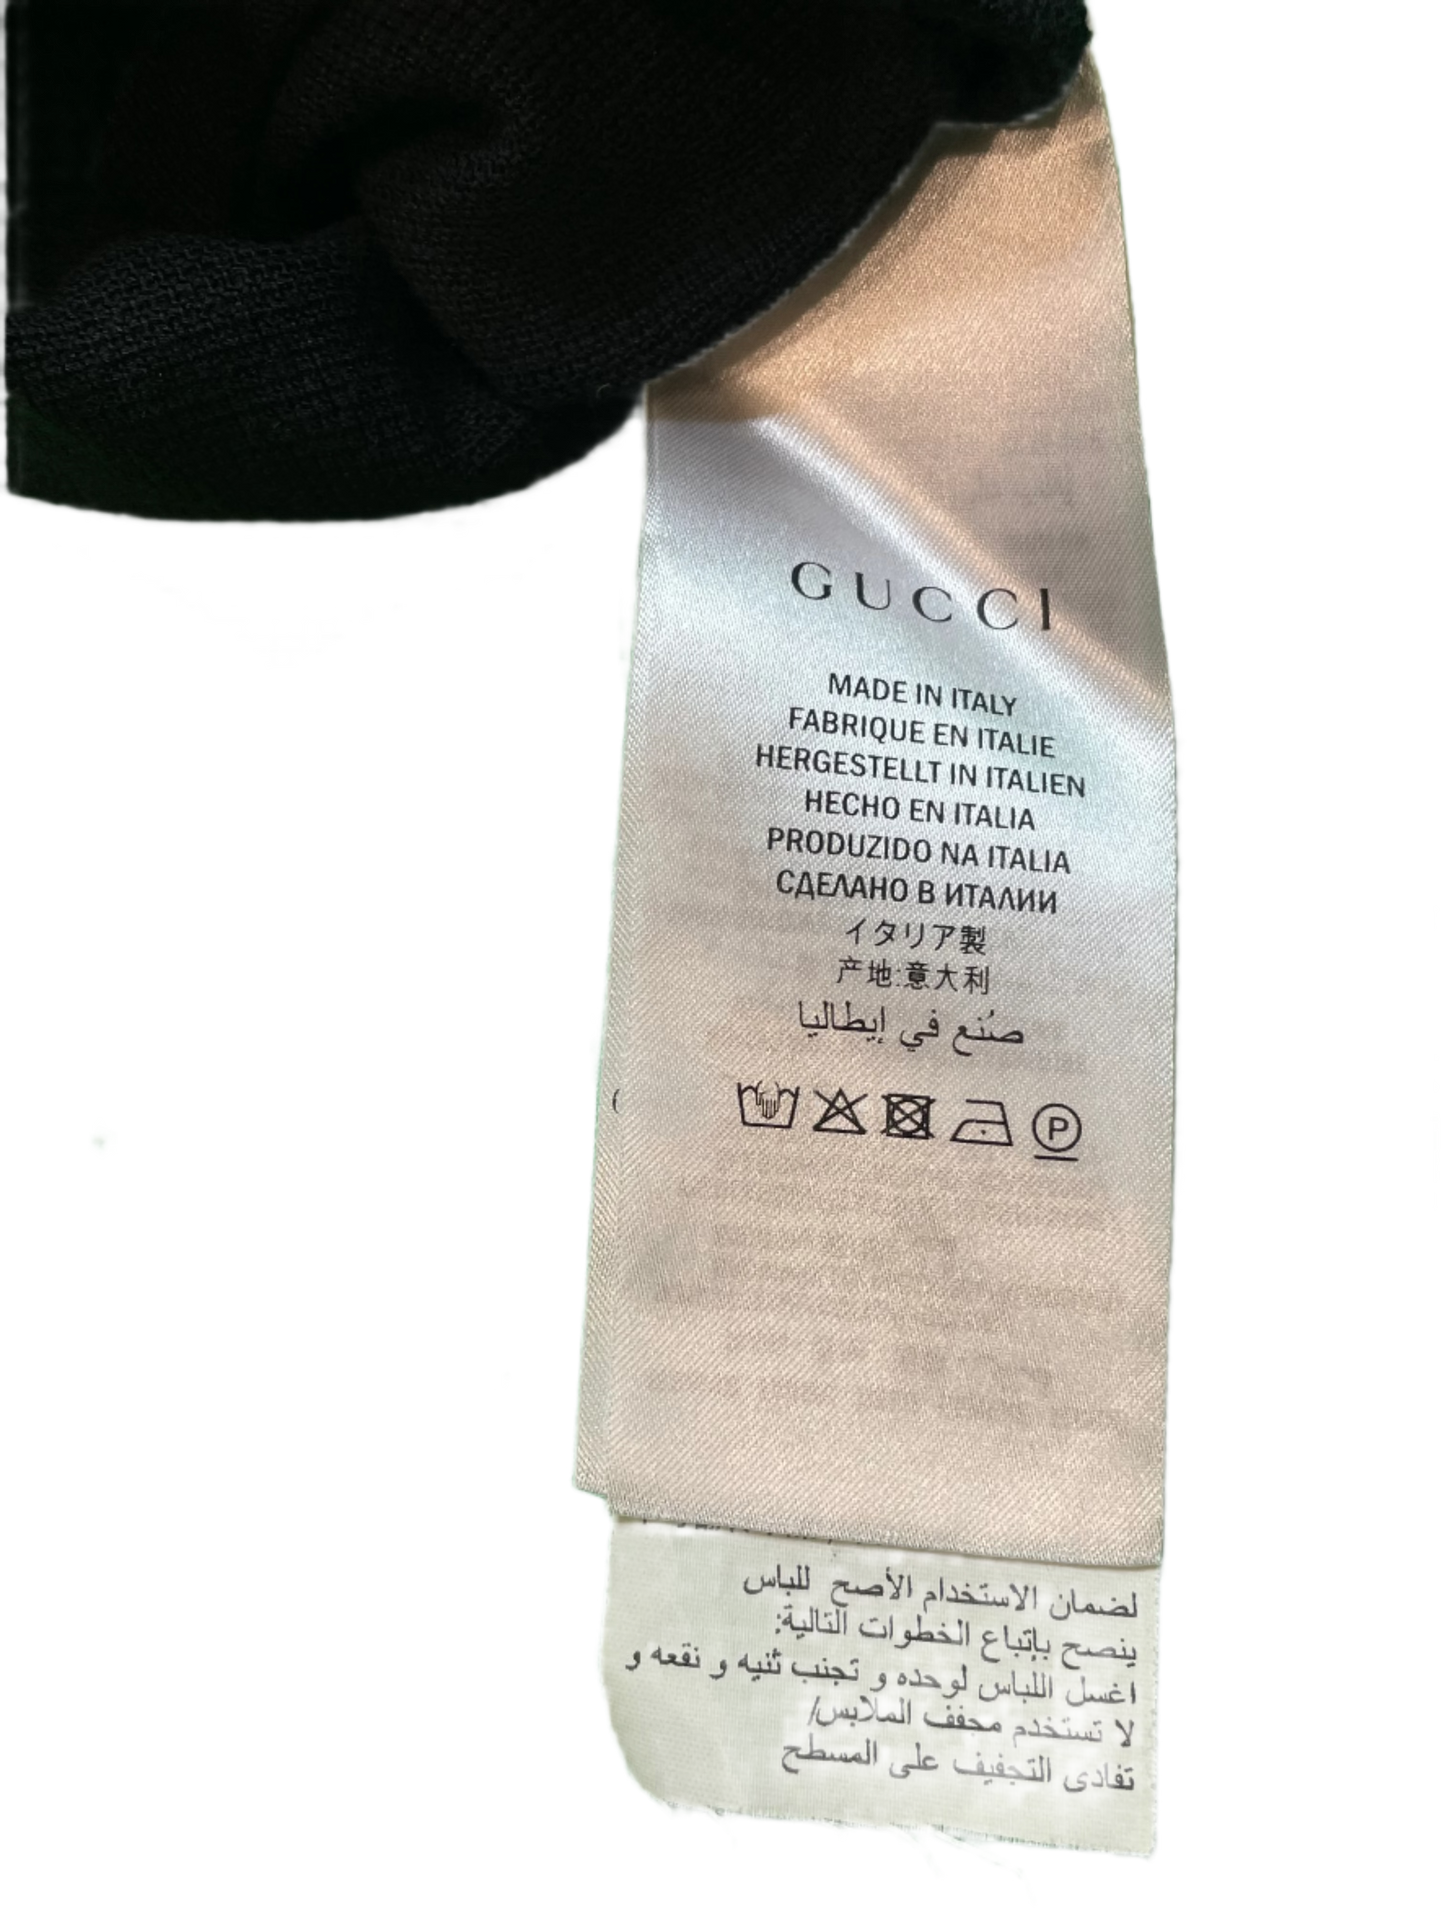 GUCCI
MADE IN ITALY
FABRIQUE EN ITALIE
HERGESTELLT IN ITALIEN
HECHO EN ITALIA
PRODUZIDO NA ITALIA
СДЕЛАНО В ИТАЛИИ
イタリア製
产地:意大利
صُنع في إيطاليا
P
لضمان الاستخدام الأصح للباس
ينصح بإتباع الخطوات التالية:
اغسل اللباس لوحده و تجنب ثنيه و نقعه و
لا تستخدم مجفف الملابس/
تفادى التجفيف على المسطح